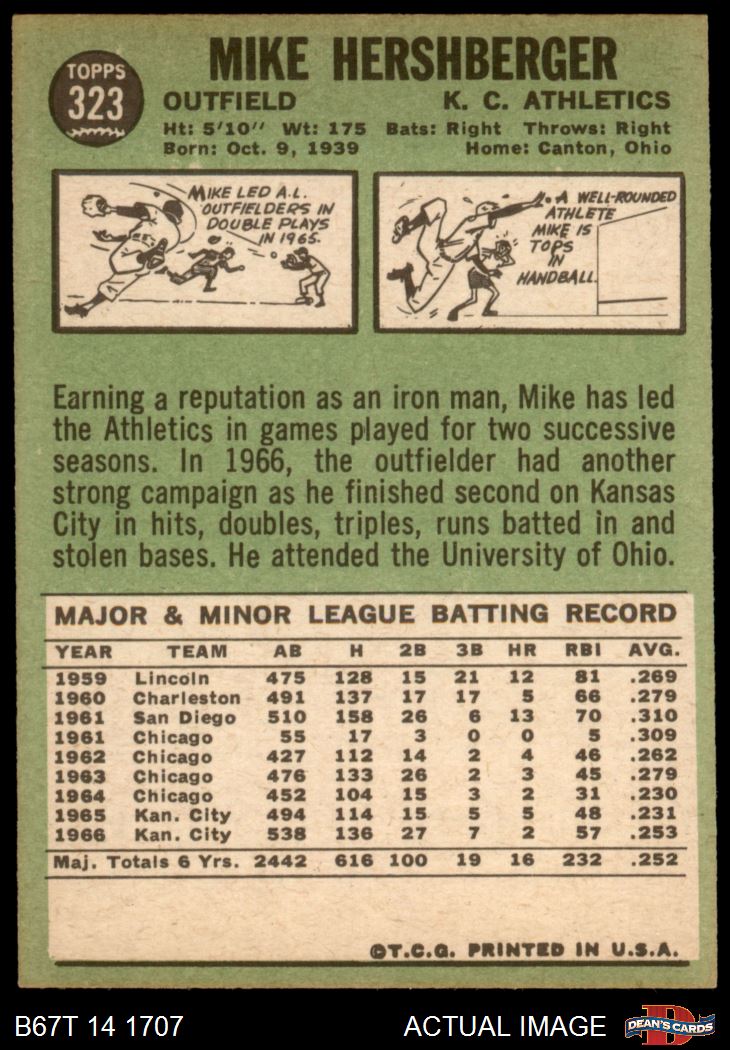 TOPPS
323
MIKE HERSHBERGER
OUTFIELD K. C. ATHLETICS
Ht: 5'10" Wt: 175 Bats: Right Throws: Right
Born: Oct. 9, 1939 Home: Canton, Ohio
MIKE LED A.L.
OUTFIELDERS IN
DOUBLE PLAYS
IN 1965.
A WELL-ROUNDED
ATHLETE
MIKE IS
TOPS
IN
HANDBALL.
Earning a reputation as an iron man, Mike has led
the Athletics in games played for two successive
seasons. In 1966, the outfielder had another
strong campaign as he finished second on Kansas
City in hits, doubles, triples, runs batted in and
stolen bases. He attended the University of Ohio.
MAJOR & MINOR LEAGUE BATTING RECORD
YEAR TEAM AB H 2B 3B HR RBI AVG.
1959 Lincoln 475 128 15 21 12 81 .269
1960 Charleston 491 137 17 17 5 66 .279
1961 San Diego 510 158 26 6 13 70 .310
1961 Chicago 55 17 3 0 0 5 .309
1962 Chicago 427 112 14 2 4 46 .262
1963 Chicago 476 133 26 2 3 45 .279
1964 Chicago 452 104 15 3 2 31 .230
1965 Kan. City 494 114 15 5 5 48 .231
1966 Kan. City 538 136 27 7 2 57 .253
Maj. Totals 6 Yrs. 2442 616 100 19 16 232 .252
©T.C.G. PRINTED IN U.S.A.
B67T 14 1707 ACTUAL IMAGE D DEAN'S CARDS